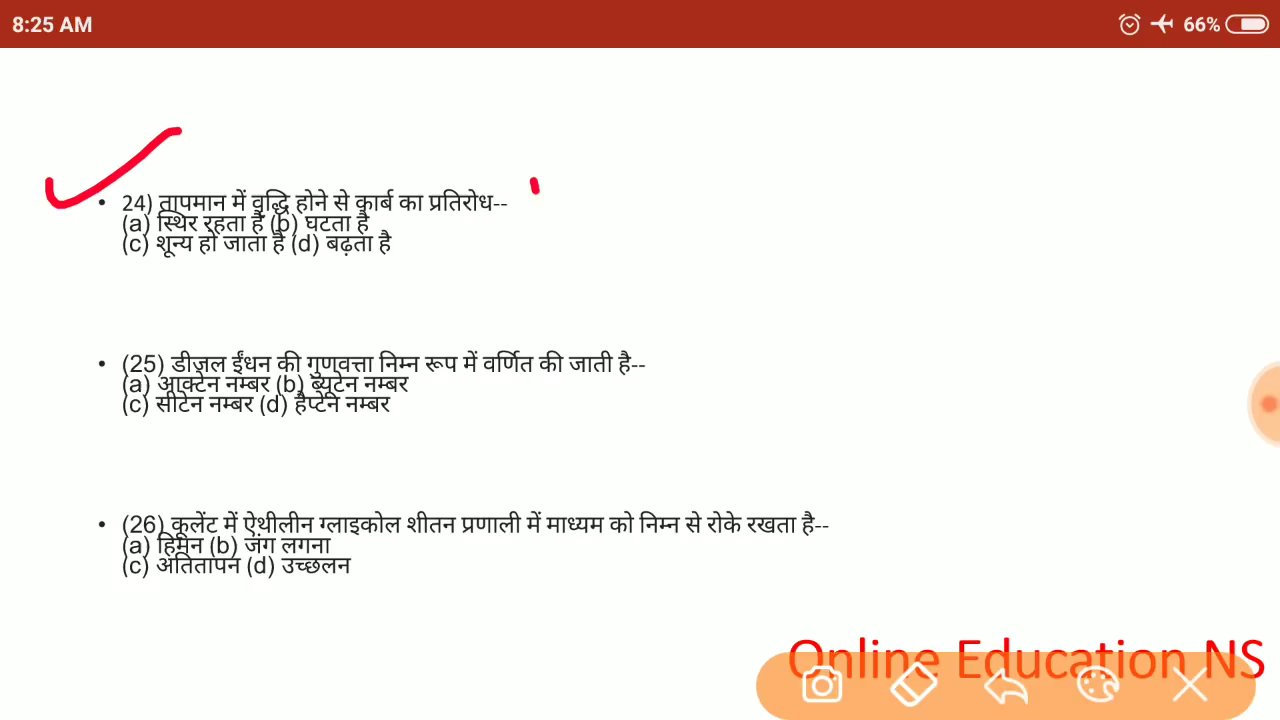 8:25 AM
66%
• 24) तापमान में वृद्धि होने से कार्ब का प्रतिरोध--
(a) स्थिर रहता है (b) घटता है
(c) शून्य हो जाता है (d) बढ़ता है
• (25) डीजल ईंधन की गुणवत्ता निम्न रूप में वर्णित की जाती है--
(a) आक्टेन नम्बर (b) ब्यूटेन नम्बर
(c) सीटेन नम्बर (d) हैप्टेन नम्बर
• (26) कूलेंट में ऐथीलीन ग्लाइकोल शीतन प्रणाली में माध्यम को निम्न से रोके रखता है--
(a) हिमन (b) जंग लगना
(c) अतितापन (d) उच्छलन
Online Education NS